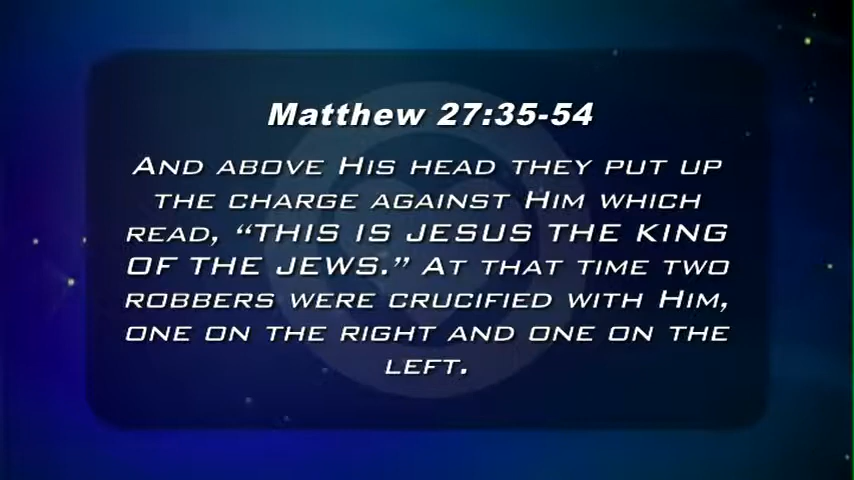 Matthew 27:35-54
And above His head they put up
the charge against Him which
read, “THIS IS JESUS THE KING
OF THE JEWS.” At that time two
robbers were crucified with Him,
one on the right and one on the
left.